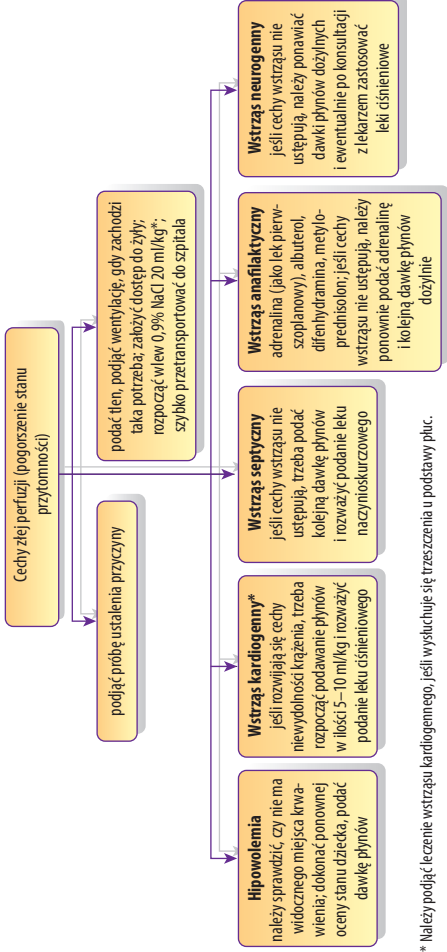 Cechy złej perfuzji (pogorszenie stanu
przytomności)
podjąć próbę ustalenia przyczyny
podać tlen, podjąć wentylację, gdy zachodzi
taka potrzeba; założyć dostęp do żyły;
rozpocząć wlew 0,9% NaCl 20 ml/kg*;
szybko przetransportować do szpitala
Hipowolemia
należy sprawdzić, czy nie ma
widocznego miejsca krwa-
wienia; dokonać ponownej
oceny stanu dziecka, podać
dawkę płynów
Wstrząs kardiogenny*
jeśli rozwijają się cechy
niewydolności krążenia, trzeba
rozpocząć podawanie płynów
w ilości 5–10 ml/kg i rozważyć
podanie leku ciśnieniowego
Wstrząs septyczny
jeśli cechy wstrząsu nie
ustępują, trzeba podać
kolejną dawkę płynów
i rozważyć podanie leku
naczynioskurczowego
Wstrząs anafilaktyczny
adrenalina (jako lek pierw-
szoplanowy), albuterol,
difenhydramina, metylo-
prednisolon; jeśli cechy
wstrząsu nie ustępują, należy
ponownie podać adrenalinę
i kolejną dawkę płynów
dożylnie
Wstrząs neurogenny
jeśli cechy wstrząsu nie
ustępują, należy ponawiać
dawki płynów dożylnych
i ewentualnie po konsultacji
z lekarzem zastosować
leki ciśnieniowe
* Należy podjąć leczenie wstrząsu kardiogennego, jeśli wysłuchuje się trzeszczenia u podstawy płuc.